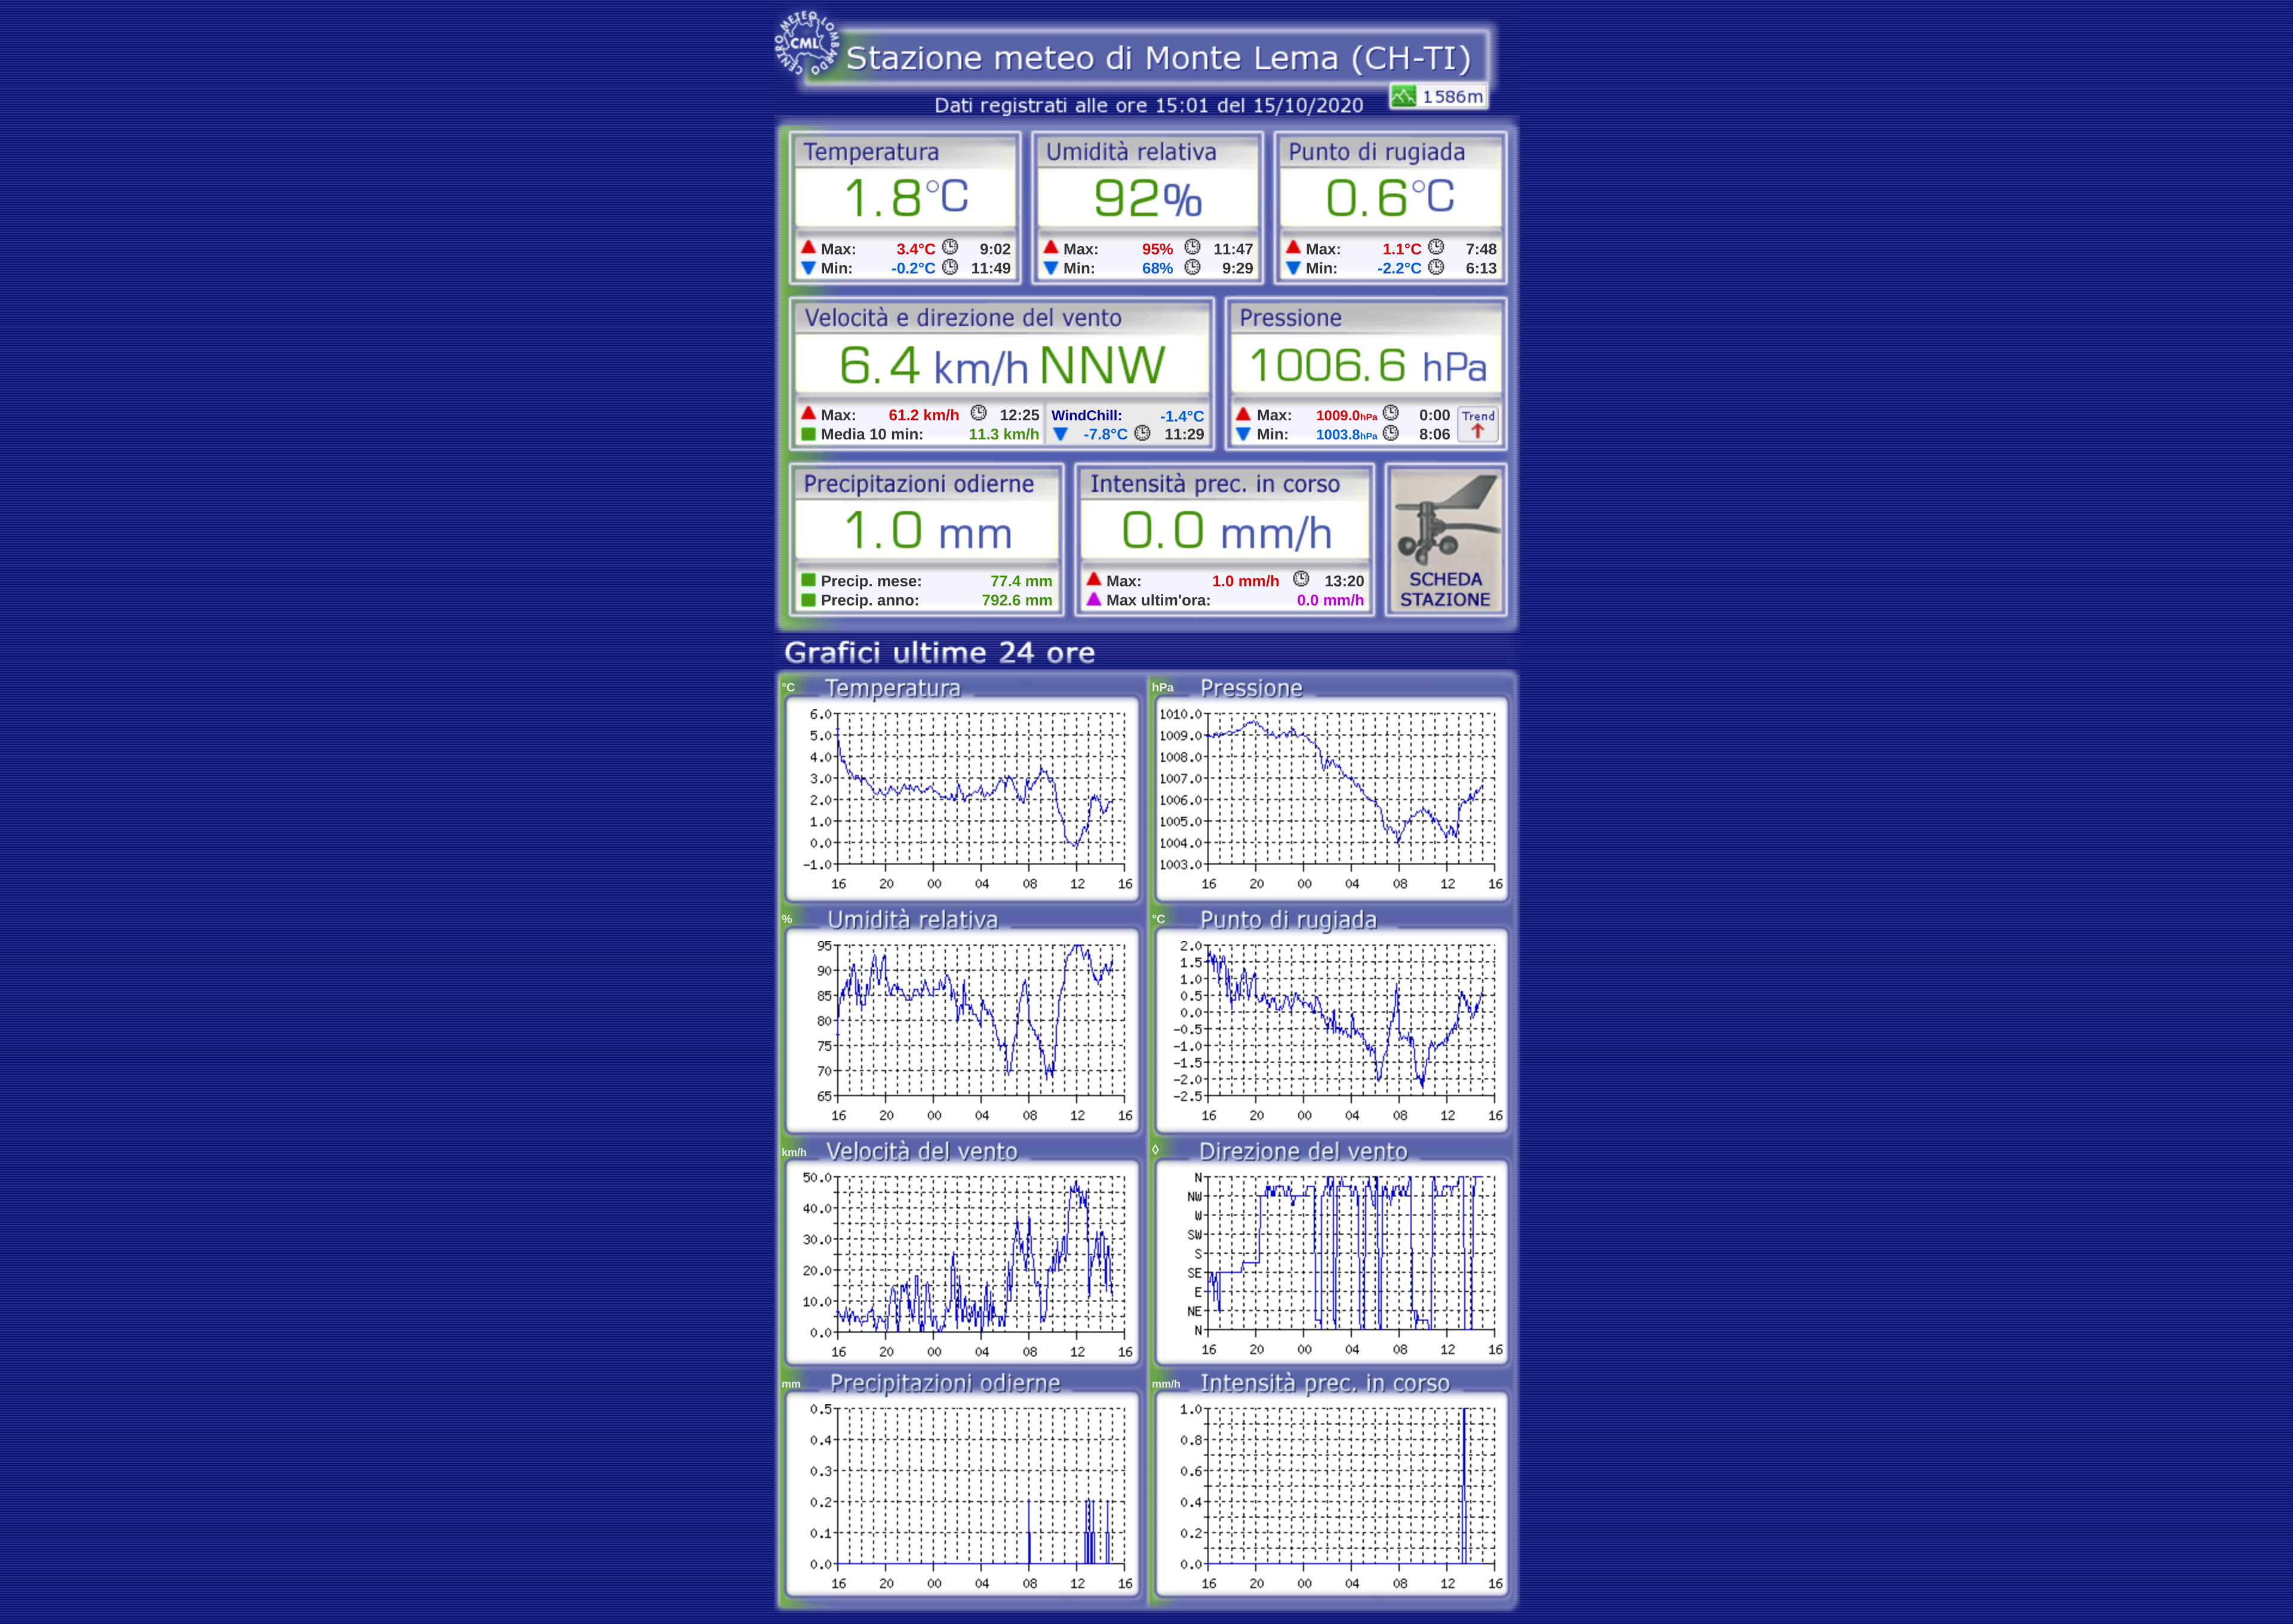 CENTRO METEO LOMBARDO
CML
Stazione meteo di Monte Lema (CH-TI)
Dati registrati alle ore 15:01 del 15/10/2020
1586m
Temperatura Umidità relativa Punto di rugiada
1.8°C 92% 0.6°C
Max: 3.4°C 9:02 Max: 95% 11:47 Max: 1.1°C 7:48
Min: -0.2°C 11:49 Min: 68% 9:29 Min: -2.2°C 6:13
Velocità e direzione del vento Pressione
6.4 km/h NNW 1006.6 hPa
Max: 61.2 km/h 12:25 WindChill: -1.4°C Max: 1009.0hPa 0:00 Trend
Media 10 min: 11.3 km/h -7.8°C 11:29 Min: 1003.8hPa 8:06
Precipitazioni odierne Intensità prec. in corso
1.0 mm 0.0 mm/h
Precip. mese: 77.4 mm Max: 1.0 mm/h 13:20 SCHEDA
Precip. anno: 792.6 mm Max ultim'ora: 0.0 mm/h STAZIONE
Grafici ultime 24 ore
°C Temperatura
6.0
5.0
4.0
3.0
2.0
1.0
0.0
-1.0
16 20 00 04 08 12 16
hPa Pressione
1010.0
1009.0
1008.0
1007.0
1006.0
1005.0
1004.0
1003.0
16 20 00 04 08 12 16
% Umidità relativa
95
90
85
80
75
70
65
16 20 00 04 08 12 16
°C Punto di rugiada
2.0
1.5
1.0
0.5
0.0
-0.5
-1.0
-1.5
-2.0
-2.5
16 20 00 04 08 12 16
km/h Velocità del vento
50.0
40.0
30.0
20.0
10.0
0.0
16 20 00 04 08 12 16
◊ Direzione del vento
N
NW
W
SW
S
SE
E
NE
N
16 20 00 04 08 12 16
mm Precipitazioni odierne
0.5
0.4
0.3
0.2
0.1
0.0
16 20 00 04 08 12 16
mm/h Intensità prec. in corso
1.0
0.8
0.6
0.4
0.2
0.0
16 20 00 04 08 12 16